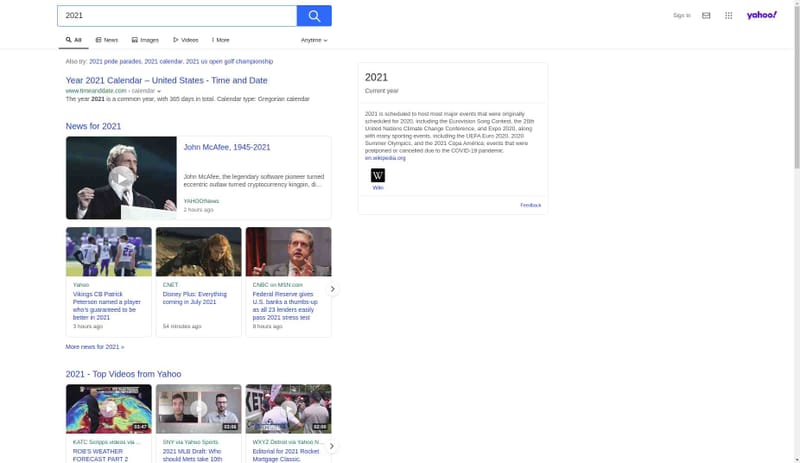 2021
Sign in
yahoo!
All
News
Images
Videos
More
Anytime
Also try: 2021 pride parades, 2021 calendar, 2021 us open golf championship
Year 2021 Calendar – United States - Time and Date
www.timeanddate.com › calendar
The year 2021 is a common year, with 365 days in total. Calendar type: Gregorian calendar
News for 2021
John McAfee, 1945-2021
John McAfee, the legendary software pioneer turned
eccentric outlaw turned cryptocurrency kingpin, di…
YAHOO!News
2 hours ago
Yahoo
Vikings CB Patrick
Peterson named a player
who's guaranteed to be
better in 2021
3 hours ago
CNET
Disney Plus: Everything
coming in July 2021
54 minutes ago
CNBC on MSN.com
Federal Reserve gives
U.S. banks a thumbs-up
as all 23 lenders easily
pass 2021 stress test
8 hours ago
More news for 2021 »
2021 - Top Videos from Yahoo
03:47
KATC Scripps videos via ...
ROB'S WEATHER
FORECAST PART 2
03:08
SNY via Yahoo Sports
2021 MLB Draft: Who
should Mets take 10th
02:08
WXYZ Detroit via Yahoo N...
Editorial for 2021 Rocket
Mortgage Classic.
2021
Current year
2021 is scheduled to host most major events that were originally
scheduled for 2020, including the Eurovision Song Contest, the 26th
United Nations Climate Change Conference, and Expo 2020, along
with many sporting events, including the UEFA Euro 2020, 2020
Summer Olympics, and the 2021 Copa América; events that were
postponed or canceled due to the COVID-19 pandemic.
en.wikipedia.org
W
Wiki
Feedback